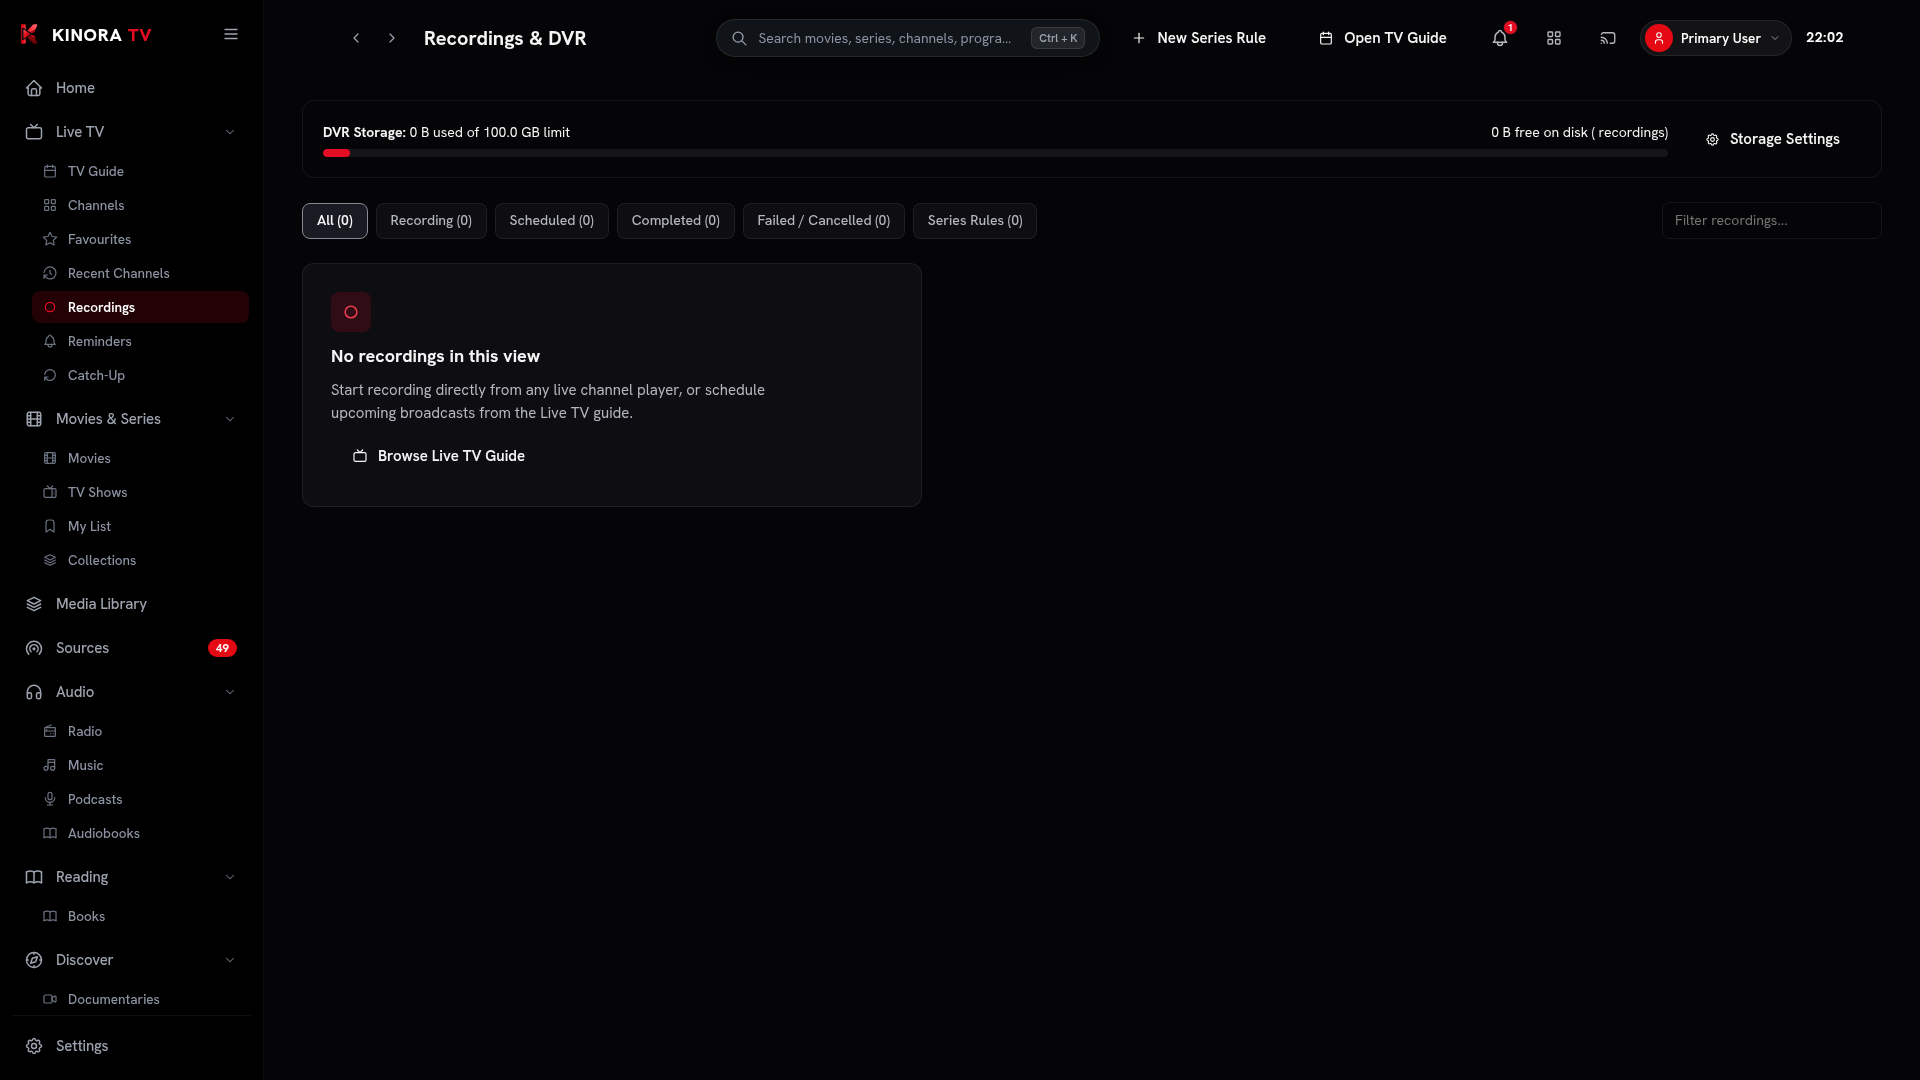 KINORA TV
Home
Live TV
TV Guide
Channels
Favourites
Recent Channels
Recordings
Reminders
Catch-Up
Movies & Series
Movies
TV Shows
My List
Collections
Media Library
Sources 49
Audio
Radio
Music
Podcasts
Audiobooks
Reading
Books
Discover
Documentaries
Settings
Recordings & DVR
Search movies, series, channels, progra... Ctrl + K
New Series Rule
Open TV Guide
1
Primary User
22:02
DVR Storage: 0 B used of 100.0 GB limit
0 B free on disk ( recordings)
Storage Settings
All (0)
Recording (0)
Scheduled (0)
Completed (0)
Failed / Cancelled (0)
Series Rules (0)
Filter recordings...
No recordings in this view
Start recording directly from any live channel player, or schedule
upcoming broadcasts from the Live TV guide.
Browse Live TV Guide